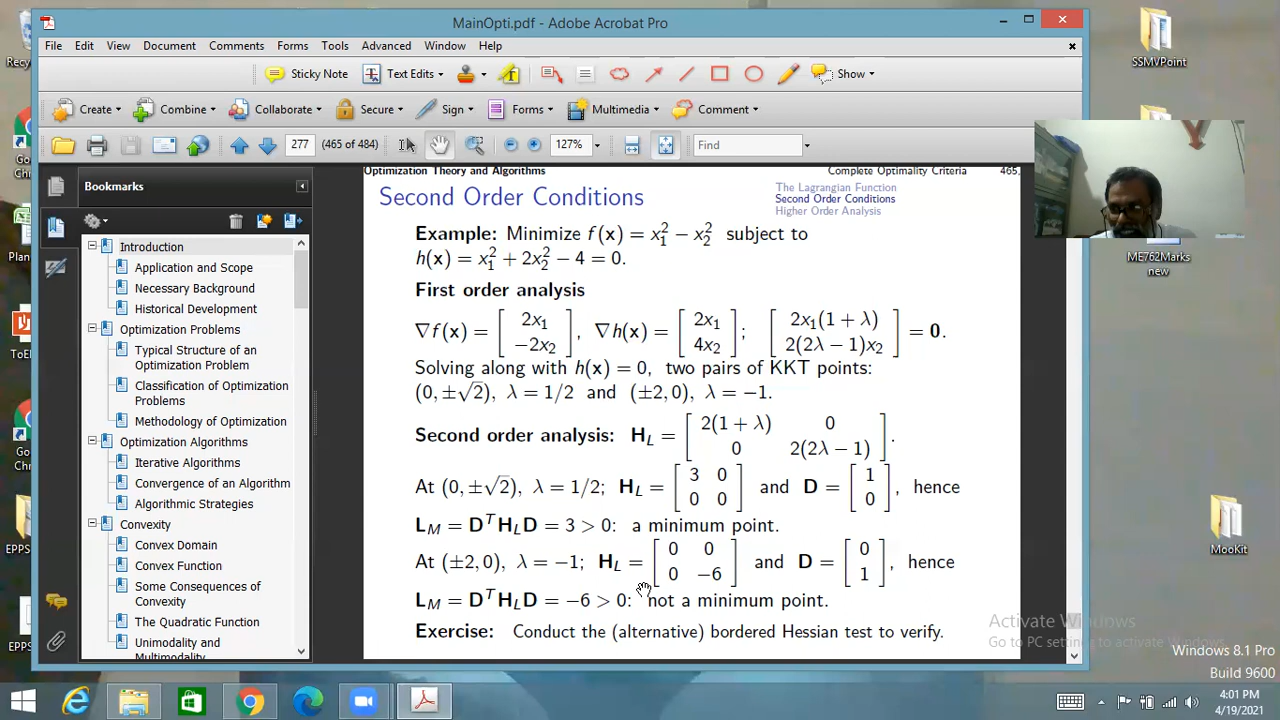 MainOpti.pdf - Adobe Acrobat Pro
File Edit View Document Comments Forms Tools Advanced Window Help
Sticky Note Text Edits Show
Create Combine Collaborate Secure Sign Forms Multimedia Comment
277 (465 of 484) 127% Find
Bookmarks
Introduction
Application and Scope
Necessary Background
Historical Development
Optimization Problems
Typical Structure of an
Optimization Problem
Classification of Optimization
Problems
Methodology of Optimization
Optimization Algorithms
Iterative Algorithms
Convergence of an Algorithm
Algorithmic Strategies
Convexity
Convex Domain
Convex Function
Some Consequences of
Convexity
The Quadratic Function
Unimodality and
Multimodality
Optimization Theory and Algorithms Complete Optimality Criteria 465,
Second Order Conditions
The Lagrangian Function
Second Order Conditions
Higher Order Analysis
Example: Minimize f(x) = x₁² − x₂² subject to
h(x) = x₁² + 2x₂² − 4 = 0.
First order analysis
∇f(x) = [ 2x₁ −2x₂ ], ∇h(x) = [ 2x₁ 4x₂ ]; [ 2x₁(1 + λ) 2(2λ − 1)x₂ ] = 0.
Solving along with h(x) = 0, two pairs of KKT points:
(0, ±√2), λ = 1/2 and (±2, 0), λ = −1.
Second order analysis: H_L = [ 2(1 + λ) 0 0 2(2λ − 1) ].
At (0, ±√2), λ = 1/2; H_L = [ 3 0 0 0 ] and D = [ 1 0 ], hence
L_M = DᵀH_L D = 3 > 0: a minimum point.
At (±2, 0), λ = −1; H_L = [ 0 0 0 −6 ] and D = [ 0 1 ], hence
L_M = DᵀH_L D = −6 > 0: not a minimum point.
Exercise: Conduct the (alternative) bordered Hessian test to verify.
SSMVPoint
ME762Marks
new
MooKit
Activate Windows
Go to PC settings to activate Windows.
Windows 8.1 Pro
Build 9600
4:01 PM
4/19/2021